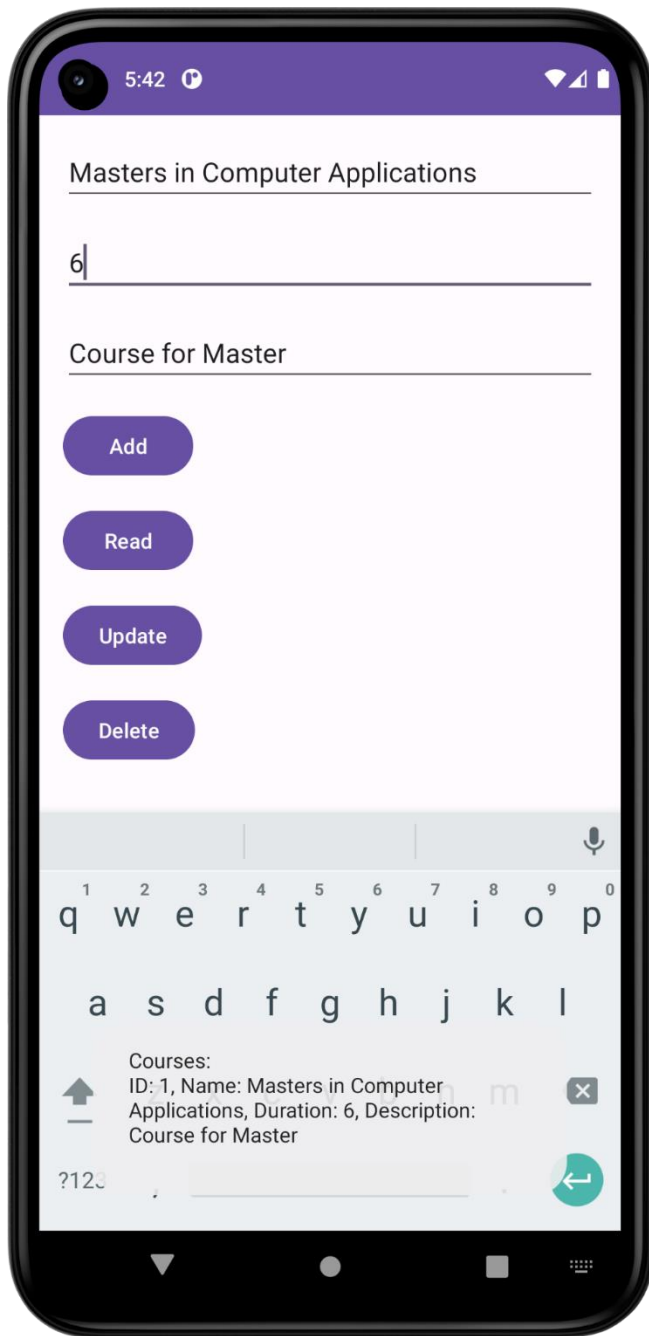 5:42
Masters in Computer Applications
6
Course for Master
Add
Read
Update
Delete
1 2 3 4 5 6 7 8 9 0
q w e r t y u i o p
a s d f g h j k l
z x c v b n m
Courses:
ID: 1, Name: Masters in Computer
Applications, Duration: 6, Description:
Course for Master
?123 , .